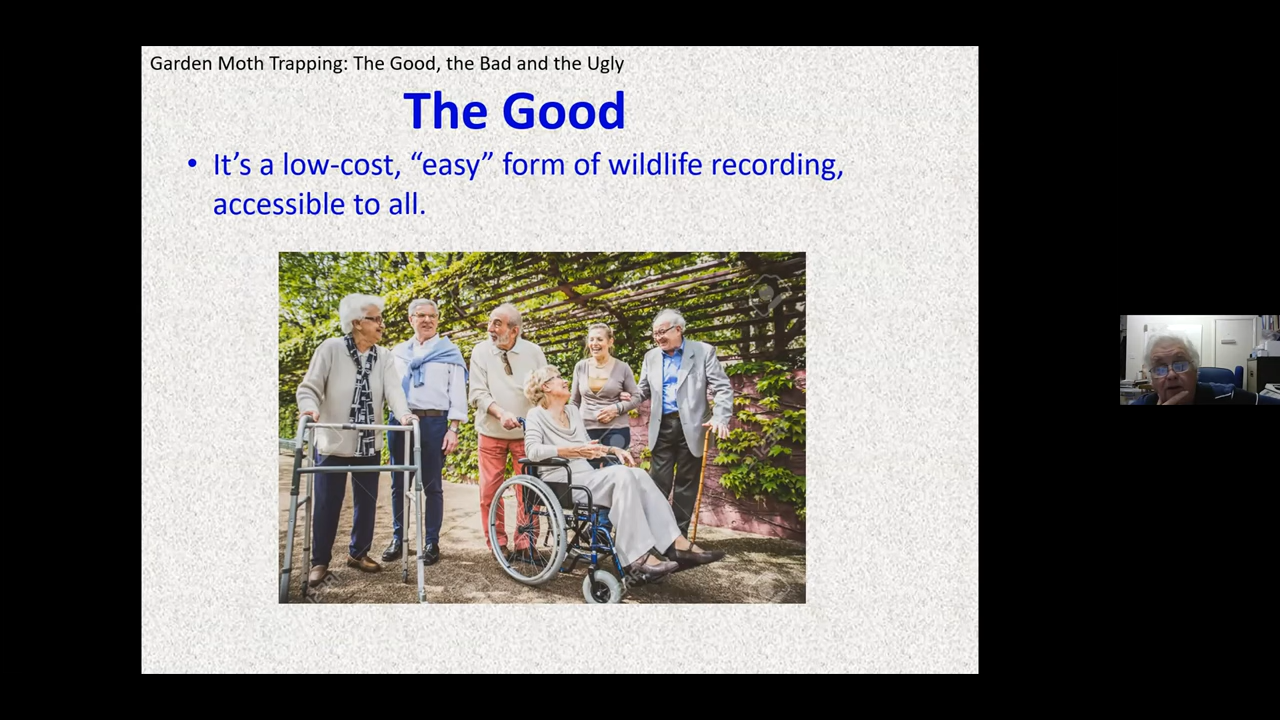 Garden Moth Trapping: The Good, the Bad and the Ugly
The Good
• It’s a low-cost, “easy” form of wildlife recording,
accessible to all.